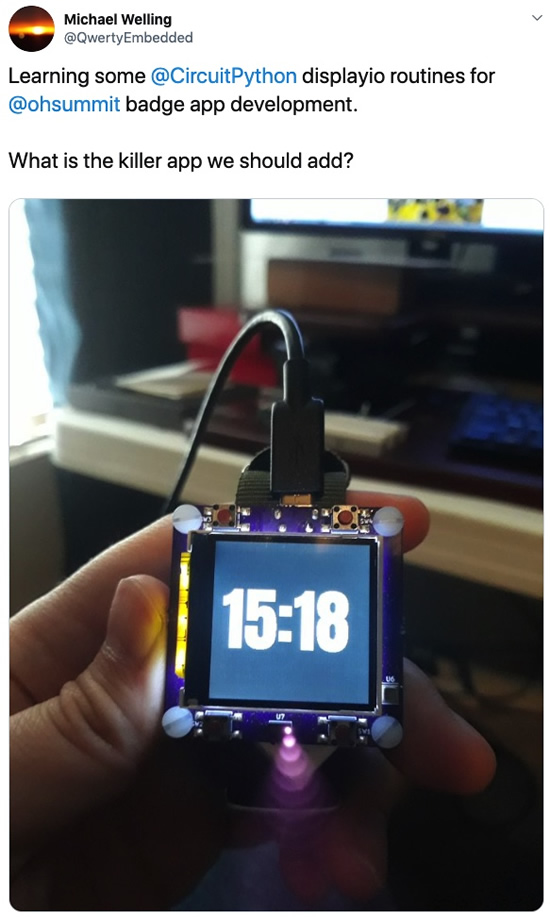 Michael Welling
@QwertyEmbedded
Learning some @CircuitPython displayio routines for
@ohsummit badge app development.
What is the killer app we should add?
15:18
U6
U7